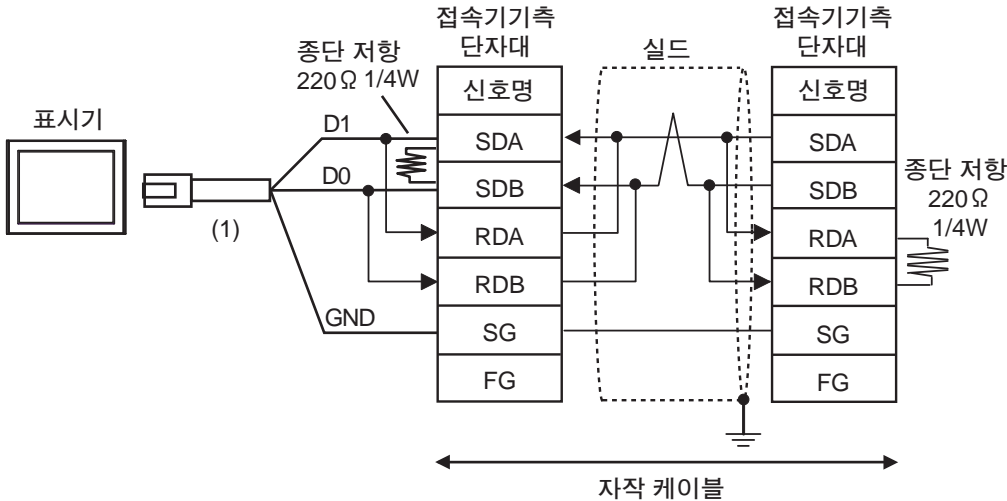 표시기
(1)
D1
D0
GND
종단 저항
220Ω 1/4W
접속기기측
단자대
신호명
SDA
SDB
RDA
RDB
SG
FG
실드
접속기기측
단자대
신호명
SDA
SDB
RDA
RDB
SG
FG
종단 저항
220Ω
1/4W
자작 케이블